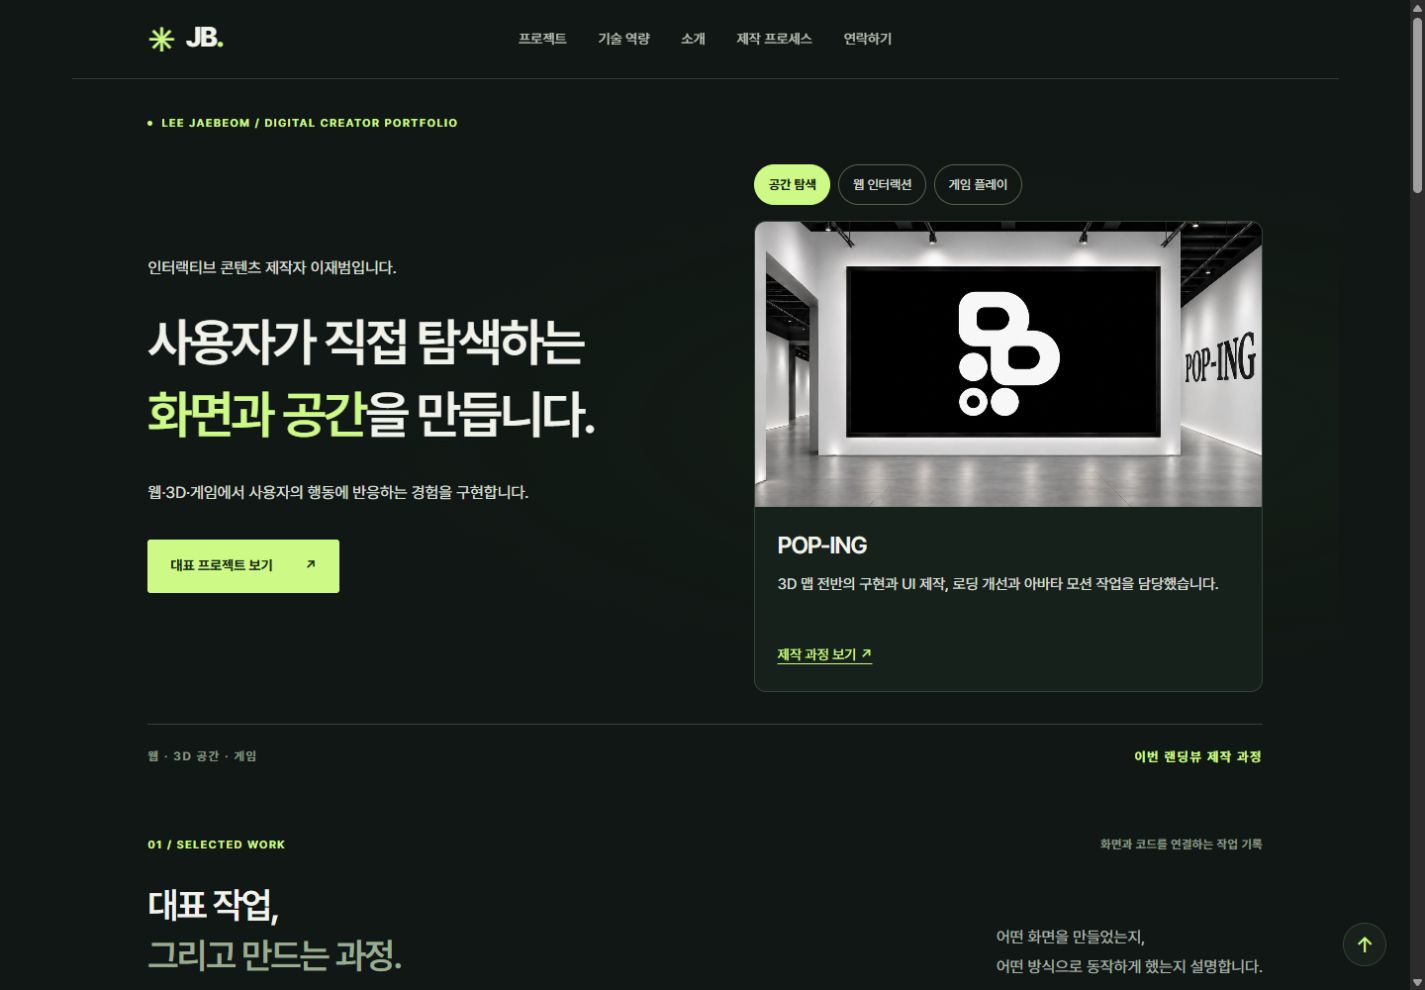 JB.
프로젝트
기술 역량
소개
제작 프로세스
연락하기
LEE JAEBEOM / DIGITAL CREATOR PORTFOLIO
공간 탐색
웹 인터랙션
게임 플레이
인터랙티브 콘텐츠 제작자 이재범입니다.
사용자가 직접 탐색하는
화면과 공간을 만듭니다.
웹·3D·게임에서 사용자의 행동에 반응하는 경험을 구현합니다.
대표 프로젝트 보기 ↗
POP-ING
POP-ING
3D 맵 전반의 구현과 UI 제작, 로딩 개선과 아바타 모션 작업을 담당했습니다.
제작 과정 보기 ↗
웹 · 3D 공간 · 게임
이번 랜딩뷰 제작 과정
01 / SELECTED WORK
화면과 코드를 연결하는 작업 기록
대표 작업,
그리고 만드는 과정.
어떤 화면을 만들었는지,
어떤 방식으로 동작하게 했는지 설명합니다.